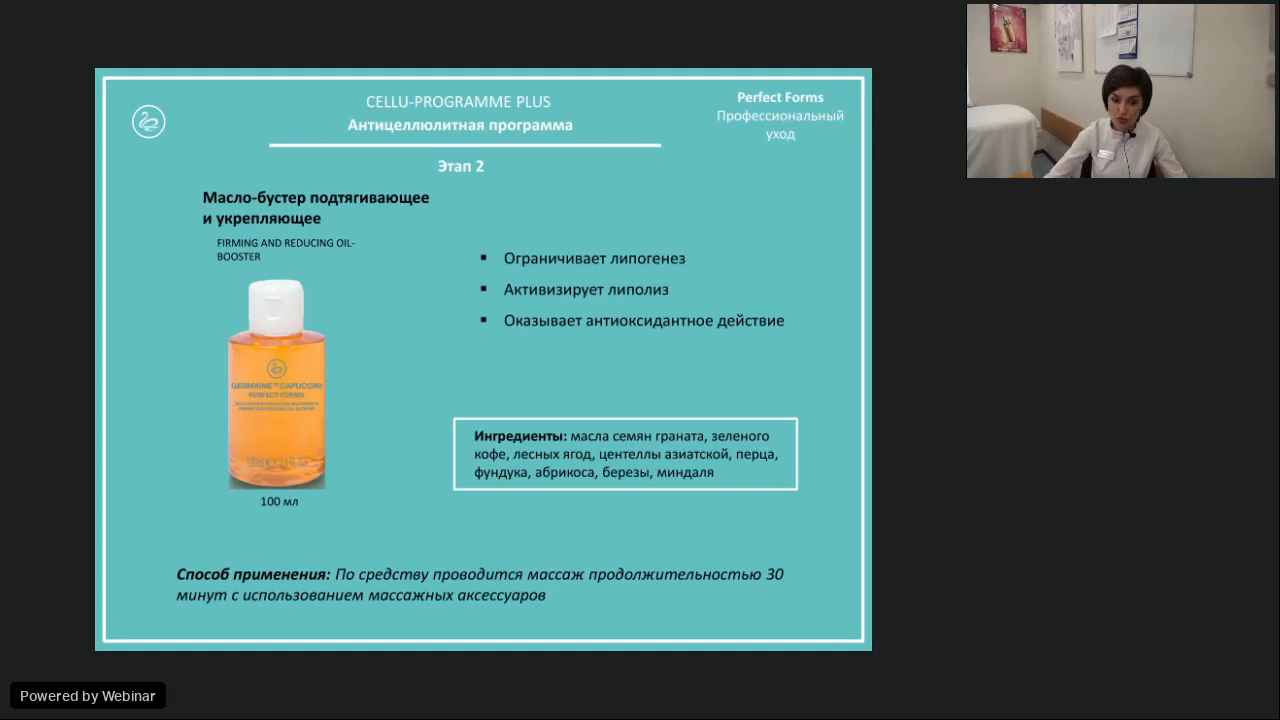 CELLU-PROGRAMME PLUS
Антицеллюлитная программа
Perfect Forms
Профессиональный
уход
Этап 2
Масло-бустер подтягивающее
и укрепляющее
FIRMING AND REDUCING OIL-
BOOSTER
▪ Ограничивает липогенез
▪ Активизирует липолиз
▪ Оказывает антиоксидантное действие
GERMAINE DE CAPUCCINI
PERFECT FORMS
100 мл
Ингредиенты: масла семян граната, зеленого
кофе, лесных ягод, центеллы азиатской, перца,
фундука, абрикоса, березы, миндаля
Способ применения: По средству проводится массаж продолжительностью 30
минут с использованием массажных аксессуаров
Powered by Webinar